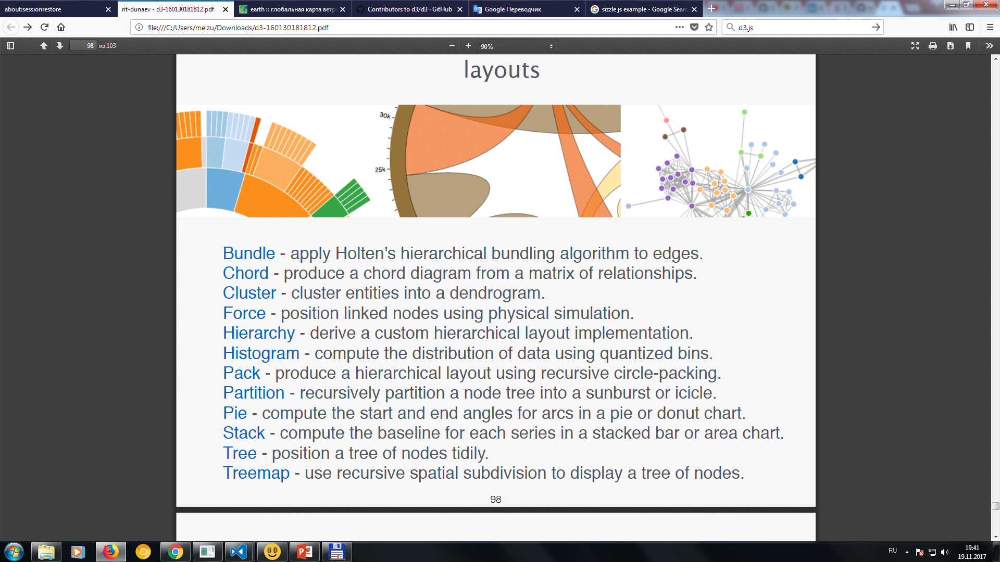 about:sessionrestore
rit-dunaev - d3-160130181812.pdf
earth :: глобальная карта ветр
Contributors to d3/d3 · GitHub
Google Переводчик
sizzle js example - Google Searc
file:///C:/Users/meizu/Downloads/d3-160130181812.pdf
d3.js
98 из 103
90%
layouts
30k
25k
Bundle - apply Holten's hierarchical bundling algorithm to edges.
Chord - produce a chord diagram from a matrix of relationships.
Cluster - cluster entities into a dendrogram.
Force - position linked nodes using physical simulation.
Hierarchy - derive a custom hierarchical layout implementation.
Histogram - compute the distribution of data using quantized bins.
Pack - produce a hierarchical layout using recursive circle-packing.
Partition - recursively partition a node tree into a sunburst or icicle.
Pie - compute the start and end angles for arcs in a pie or donut chart.
Stack - compute the baseline for each series in a stacked bar or area chart.
Tree - position a tree of nodes tidily.
Treemap - use recursive spatial subdivision to display a tree of nodes.
98
RU
19:41
19.11.2017